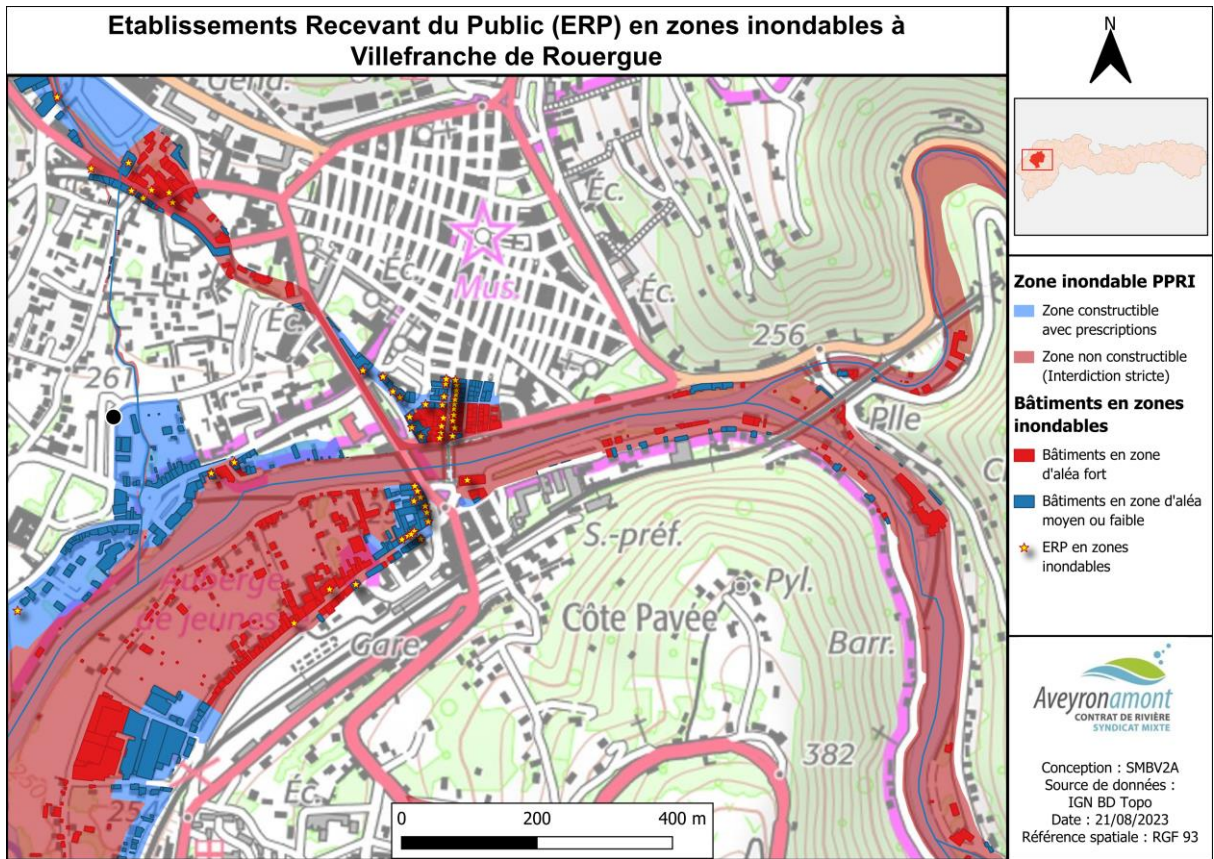 Etablissements Recevant du Public (ERP) en zones inondables à
Villefranche de Rouergue
N
Gend.
Éc.
Éc.
Mus.
Éc.
Éc.
256
261
Plle
S.-préf.
Auberge
de jeunes
Pyl.
Côte Pavée
Gare
Barr.
382
250
254
Éc.
0 200 400 m
Zone inondable PPRI
Zone constructible
avec prescriptions
Zone non constructible
(Interdiction stricte)
Bâtiments en zones
inondables
Bâtiments en zone
d'aléa fort
Bâtiments en zone d'aléa
moyen ou faible
ERP en zones
inondables
Aveyronamont
CONTRAT DE RIVIÈRE
SYNDICAT MIXTE
Conception : SMBV2A
Source de données :
IGN BD Topo
Date : 21/08/2023
Référence spatiale : RGF 93